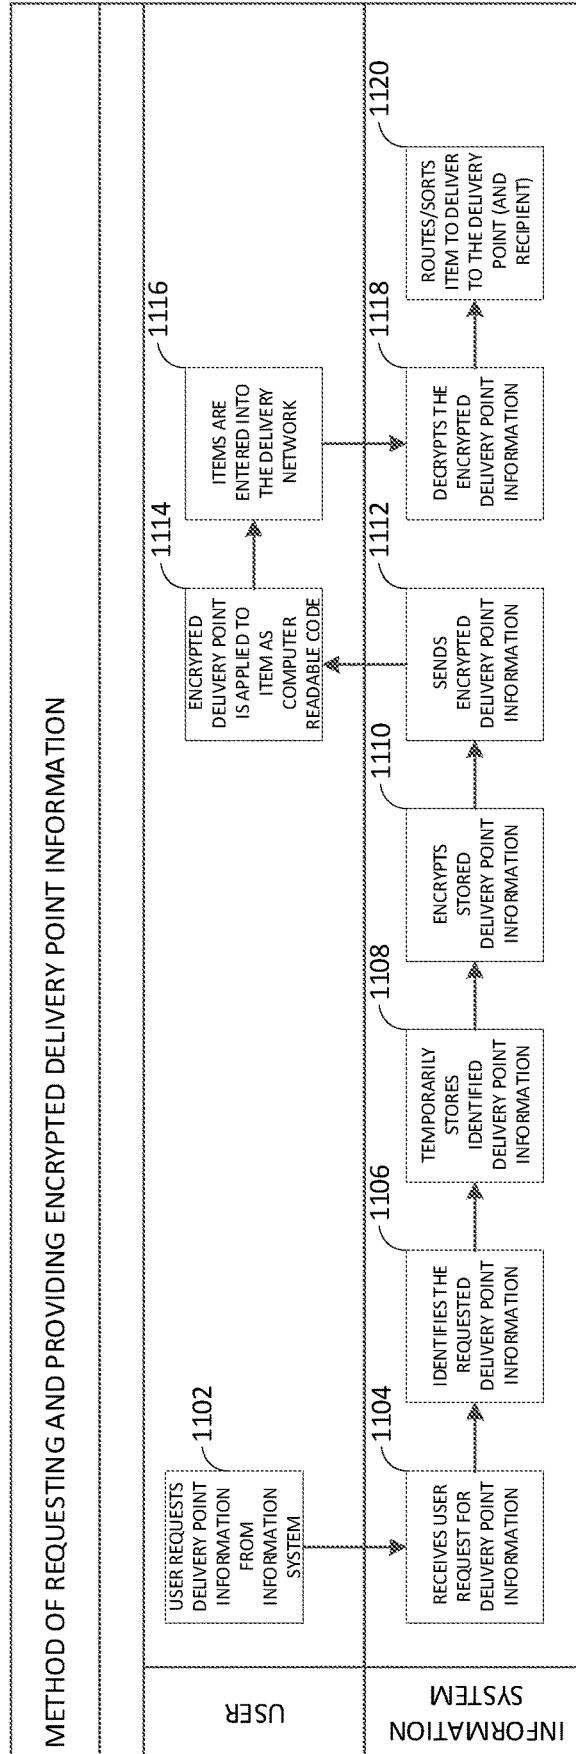 METHOD OF REQUESTING AND PROVIDING ENCRYPTED DELIVERY POINT INFORMATION
USER
1102
USER REQUESTS
DELIVERY POINT
INFORMATION
FROM
INFORMATION
SYSTEM
1114
ENCRYPTED
DELIVERY POINT
IS APPLIED TO
ITEM AS
COMPUTER
READABLE CODE
1116
ITEMS ARE
ENTERED INTO
THE DELIVERY
NETWORK
INFORMATION
SYSTEM
1104
RECEIVES USER
REQUEST FOR
DELIVERY POINT
INFORMATION
1106
IDENTIFIES THE
REQUESTED
DELIVERY POINT
INFORMATION
1108
TEMPORARILY
STORES
IDENTIFIED
DELIVERY POINT
INFORMATION
1110
ENCRYPTS
STORED
DELIVERY POINT
INFORMATION
1112
SENDS
ENCRYPTED
DELIVERY POINT
INFORMATION
1118
DECRYPTS THE
ENCRYPTED
DELIVERY POINT
INFORMATION
1120
ROUTES/SORTS
ITEM TO DELIVER
TO THE DELIVERY
POINT (AND
RECIPIENT)